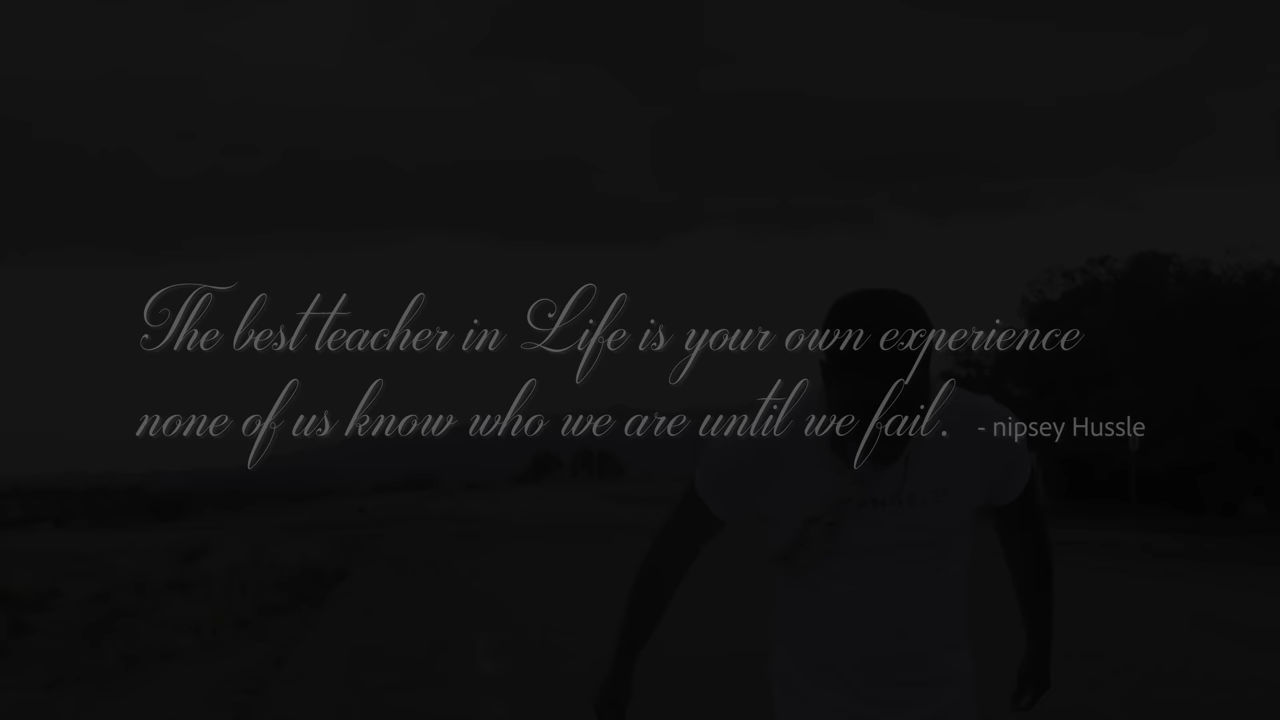 The best teacher in Life is your own experience
none of us know who we are until we fail. - nipsey Hussle